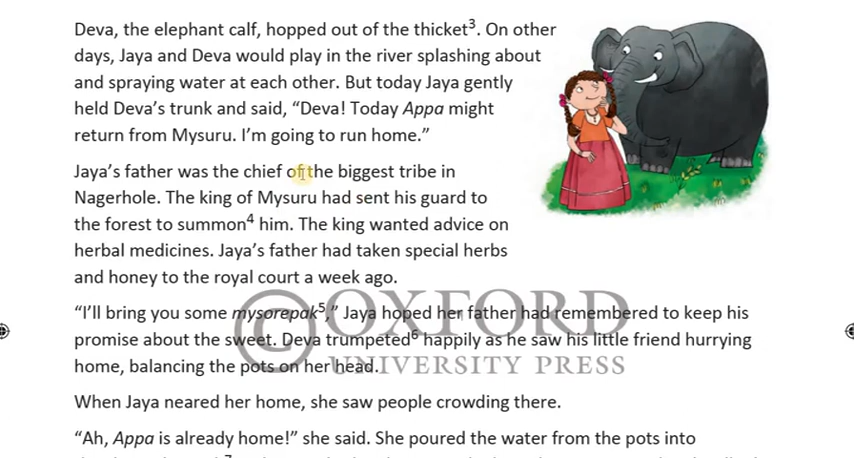 Deva, the elephant calf, hopped out of the thicket³. On other
days, Jaya and Deva would play in the river splashing about
and spraying water at each other. But today Jaya gently
held Deva’s trunk and said, “Deva! Today Appa might
return from Mysuru. I’m going to run home.”
Jaya’s father was the chief of the biggest tribe in
Nagerhole. The king of Mysuru had sent his guard to
the forest to summon⁴ him. The king wanted advice on
herbal medicines. Jaya’s father had taken special herbs
and honey to the royal court a week ago.
“I’ll bring you some mysorepak⁵,” Jaya hoped her father had remembered to keep his
promise about the sweet. Deva trumpeted⁶ happily as he saw his little friend hurrying
home, balancing the pots on her head.
© OXFORD
UNIVERSITY PRESS
When Jaya neared her home, she saw people crowding there.
“Ah, Appa is already home!” she said. She poured the water from the pots into